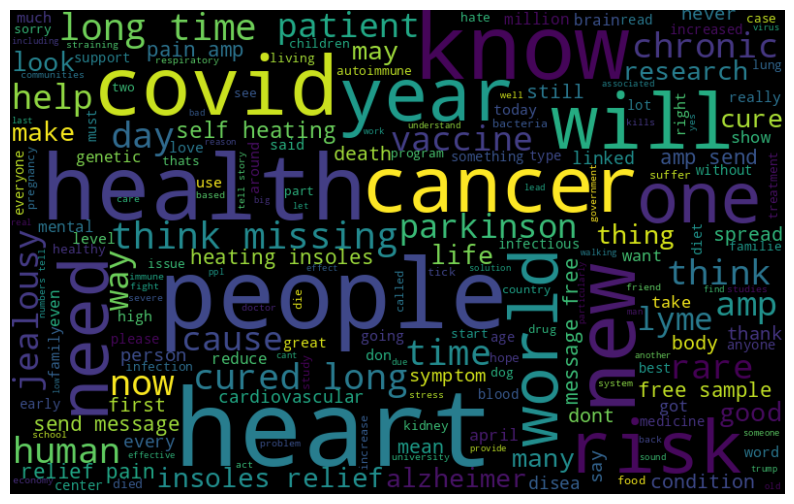 much
sorry
including
long time
straining
communities
look
support
pain amp
respiratory
two
help
make
covid
day
self heating
children
living
autoimmune
patient
may
year
hate
million
brain
read
know
never
increased
case
virus
chronic
lung
research
associated
still
will
today
bacteria
lot
right
yes
kills
really
cure
show
last
bad
must
see
well
work
understand
vaccine
death
program
something
type
linked
amp send
without
genetic
love
thats
said
around
reason
tell story
everyone
pregnancy
use
care
based
part
big
let
health
cancer
lead
government
suffer
one
treatment
real
mental
healthy
level
think missing
parkinson
infectious
thing
spread
want
diet
familie
jealousy
numbers tell
need
way
issue
heating insoles
life
immune
fight
severe
high
ppl
effect
tick
called
solution
country
message free
world
new
walking
friend
find
studies
think
amp
people
die
doctor
particularly
man
take
lyme
thank
anyone
another
family
even
please
low
cause
great
going
time
start
age
drug
person
reduce
don
hope
dog
cant
due
body
best
system
rare
now
infection
cured long
symptom
study
stress
blood
free sample
early
first
cardiovascular
dont
got
medicine
good
back
someone
school
send message
problem
heart
kidney
mean
april
increase
university
provide
many
say
risk
sound
word
trump
human
every
effective
act
relief pain
insoles relief
alzheimer
disea
food
condition
economy
center
died
old